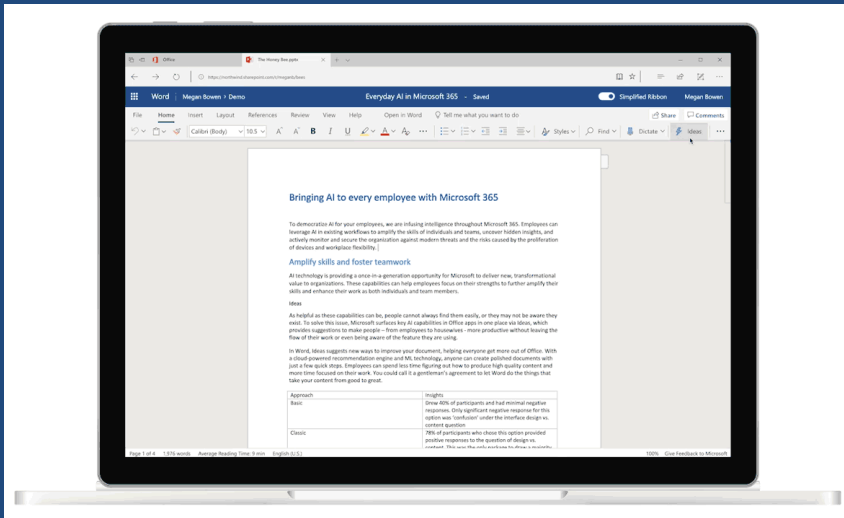 Office
The Honey Bee.pptx
https://northwind.sharepoint.com/r/meganb/bees
Word Megan Bowen > Demo Everyday AI in Microsoft 365 - Saved Simplified Ribbon Megan Bowen
File Home Insert Layout References Review View Help Open in Word Tell me what you want to do Share Comments
Calibri (Body) 10.5 A A B I U A A Styles Find Dictate Ideas
Bringing AI to every employee with Microsoft 365
To democratize AI for your employees, we are infusing intelligence throughout Microsoft 365. Employees can
leverage AI in existing workflows to amplify the skills of individuals and teams, uncover hidden insights, and
actively monitor and secure the organization against modern threats and the risks caused by the proliferation
of devices and workplace flexibility.
Amplify skills and foster teamwork
AI technology is providing a once-in-a-generation opportunity for Microsoft to deliver new, transformational
value to organizations. These capabilities can help employees focus on their strengths to further amplify their
skills and enhance their work as both individuals and team members.
Ideas
As helpful as these capabilities can be, people cannot always find them easily, or they may not be aware they
exist. To solve this issue, Microsoft surfaces key AI capabilities in Office apps in one place via Ideas, which
provides suggestions to make people – from employees to housewives - more productive without leaving the
flow of their work or even being aware of the feature they are using.
In Word, Ideas suggests new ways to improve your document, helping everyone get more out of Office. With
a cloud-powered recommendation engine and ML technology, anyone can create polished documents with
just a few quick steps. Employees can spend less time figuring out how to produce high quality content and
more time focused on their work. You could call it a gentleman's agreement to let Word do the things that
take your content from good to great.
Approach Insights
Basic Drew 40% of participants and had minimal negative
responses. Only significant negative response for this
option was 'confusion' under the interface design vs.
content question
Classic 78% of participants who chose this option provided
positive responses to the question of design vs.
content. This was the only package to draw a majority
Page 1 of 4 1,976 words Average Reading Time: 9 min English (U.S.) 100% Give Feedback to Microsoft